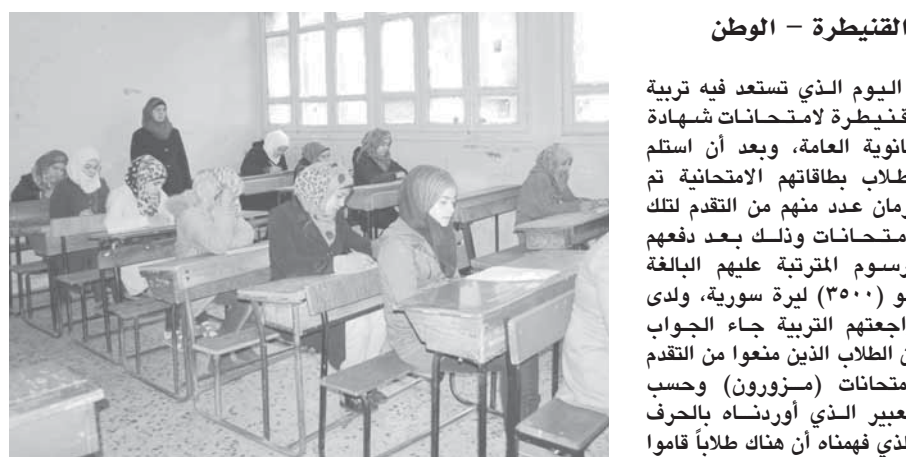 القنيطرة – الوطن
اليوم الذي تستعد فيه تربية
قنيطرة لامتحانات شهادة
انوية العامة، وبعد أن استلم
طلاب بطاقاتهم الامتحانية تم
رمان عدد منهم من التقدم لتلك
متحانات وذلك بعد دفعهم
رسوم المترتبة عليهم البالغة
و (٣٥٠٠) ليرة سورية، ولدى
اجعتهم التربية جاء الجواب
ن الطلاب الذين منعوا من التقدم
متحانات (مـزورون) وحسب
عبير الذي أوردنـاه بالحرف
لذي فهمناه أن هناك طلاباً قاموا